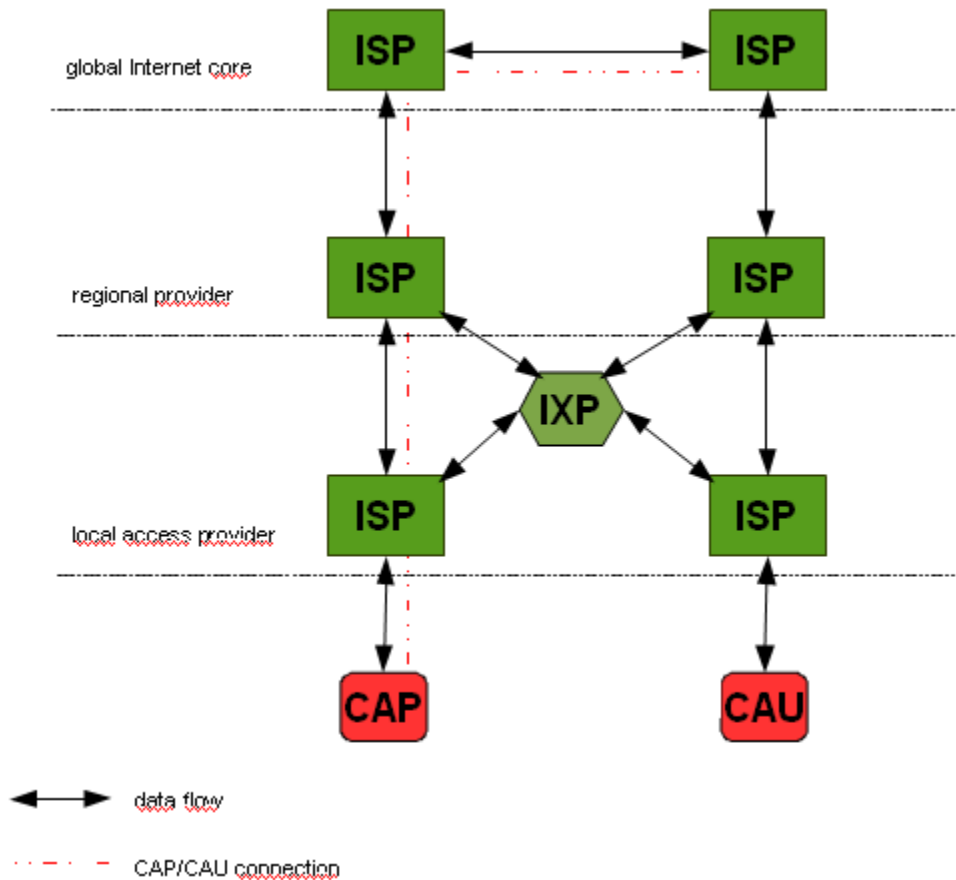 ISP
ISP
global Internet core
ISP
ISP
regional provider
IXP
ISP
ISP
local access provider
CAP
CAU
data flow
CAP/CAU connection